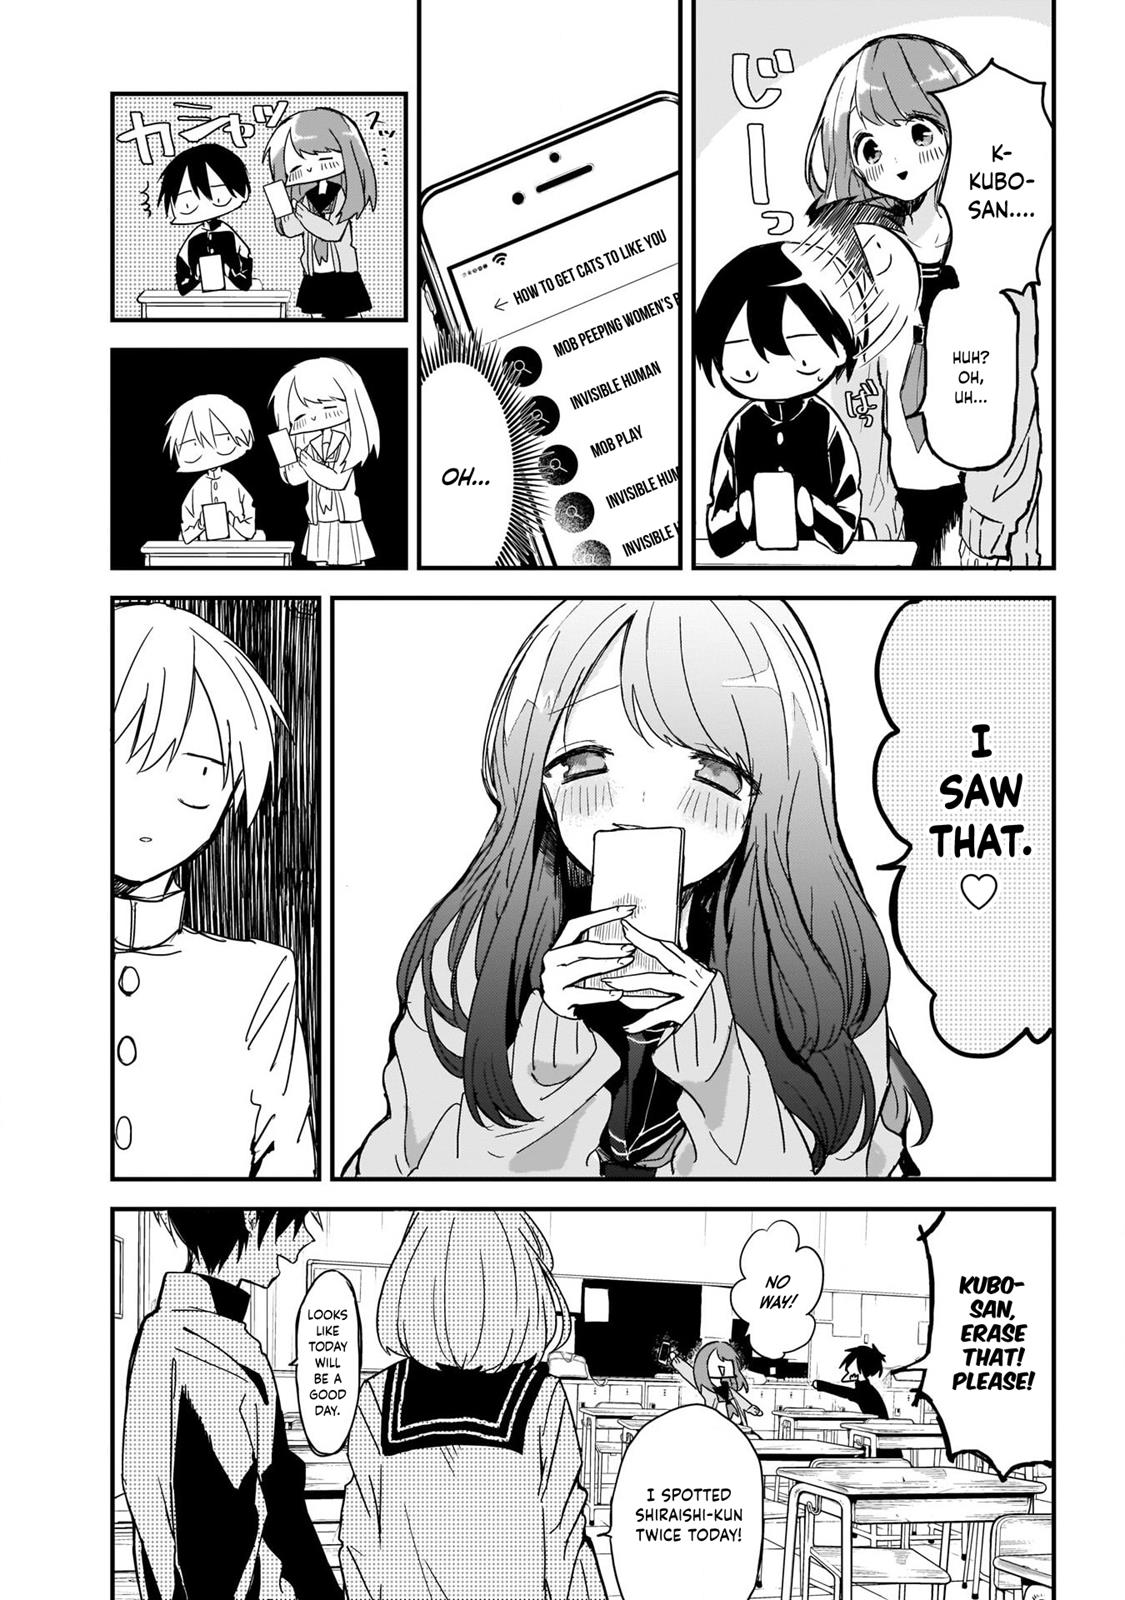 K-
KUBO-
SAN....
HUH?
OH,
UH...
じーっ
ばっ
HOW TO GET CATS TO LIKE YOU
MOB PEEPING WOMEN'S
INVISIBLE HUMAN
MOB PLAY
INVISIBLE
INVISIBLE
OH...
スッ...
カシャッ
I
SAW
THAT.
♡
KUBO-
SAN,
ERASE
THAT!
PLEASE!
NO
WAY!
I SPOTTED
SHIRAISHI-KUN
TWICE TODAY!
LOOKS
LIKE
TODAY
WILL
BE A
GOOD
DAY.